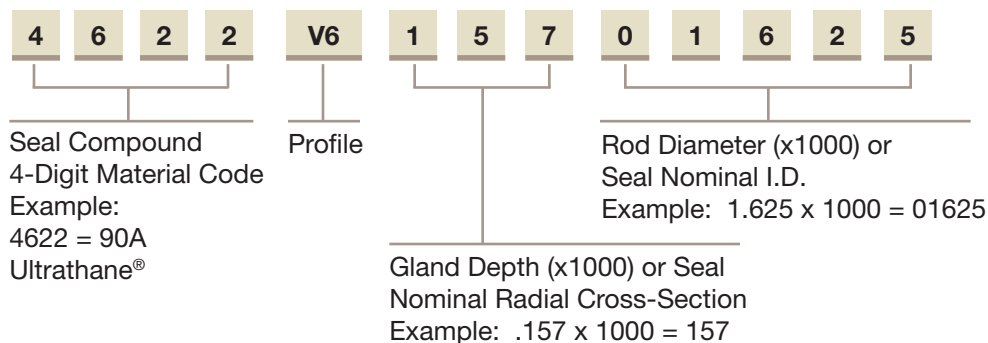 4 6 2 2 V6 1 5 7 0 1 6 2 5
Seal Compound
4-Digit Material Code
Example:
4622 = 90A
Ultrathane®
Profile
Gland Depth (x1000) or Seal
Nominal Radial Cross-Section
Example: .157 x 1000 = 157
Rod Diameter (x1000) or
Seal Nominal I.D.
Example: 1.625 x 1000 = 01625